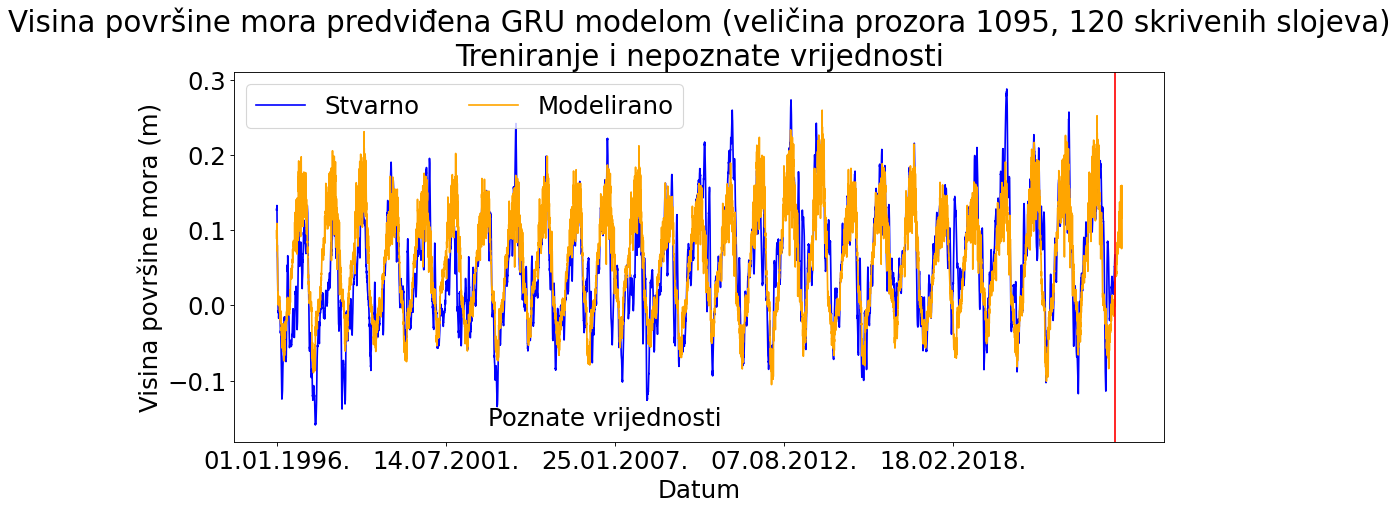 Visina površine mora predviđena GRU modelom (veličina prozora 1095, 120 skrivenih slojeva)
Treniranje i nepoznate vrijednosti
Stvarno
Modelirano
Visina površine mora (m)
0.3
0.2
0.1
0.0
−0.1
Poznate vrijednosti
01.01.1996.
14.07.2001.
25.01.2007.
07.08.2012.
18.02.2018.
Datum